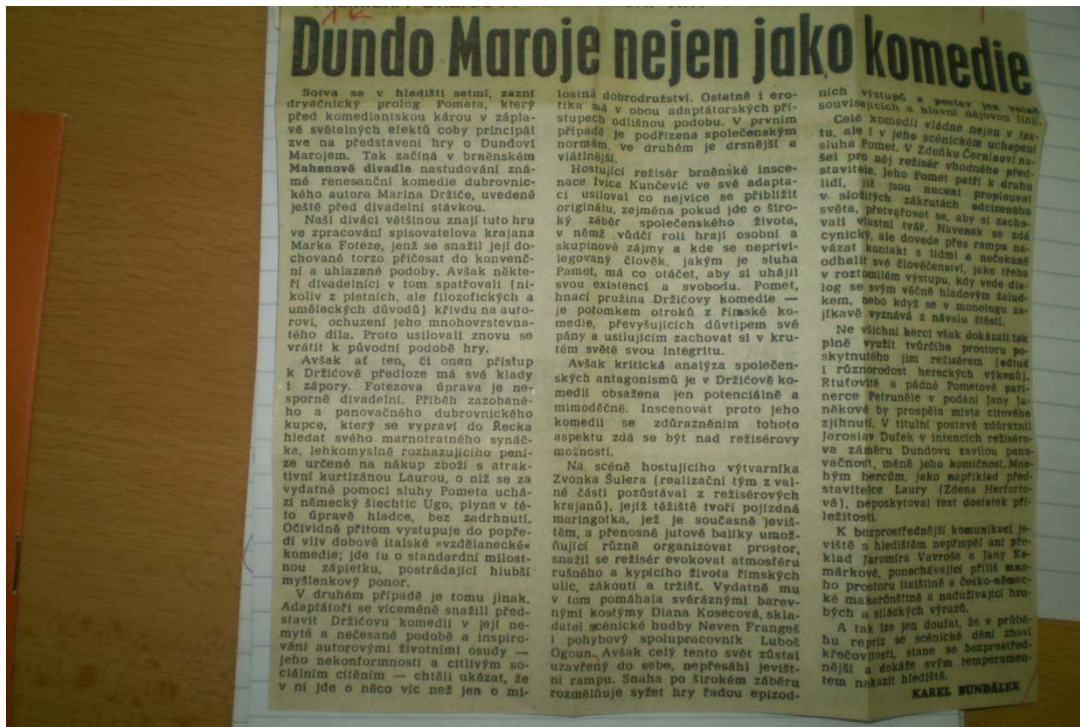 Dundo Maroje nejen jako komedie
Sotva se v hledišti setmí, zazní
dryáčnický prolog Pometa, který
před komediantskou károu v zápla-
vě světelných efektů coby principál
zve na představení hry o Dundovi
Marojem. Tak začíná v brněnském
Mahenově divadle nastudování zná-
mé renesanční komedie dubrovnic-
kého autora Marina Držiće, uvedené
ještě před divadelní stávkou.
Naši diváci většinou znají tuto hru
ve zpracování spisovatelova krajana
Marka Foteze, jenž se snažil její do-
chované torzo přičesat do konvenč-
ní a uhlazené podoby. Avšak někte-
ří divadelníci v tom spatřovali (ni-
koliv z pietních, ale filozofických a
uměleckých důvodů) křivdu na auto-
rovi, ochuzení jeho mnohovrstevna-
tého díla. Proto usilovali znovu se
vrátit k původní podobě hry.
Avšak ať ten, či onen přístup
k Držićově předloze má své klady
i zápory. Fotezova úprava je ne-
sporně divadelní. Příběh zazobané-
ho a panovačného dubrovnického
kupce, který se vypraví do Řecka
hledat svého marnotratného synáč-
ka, lehkomyslně rozhazujícího pení-
ze určené na nákup zboží s atrak-
tivní kurtizánou Laurou, o niž se za
vydatné pomoci sluhy Pometa uchá-
zí německý šlechtic Ugo, plyne v té-
to úpravě hladce, bez zadrhnutí.
Očividně přitom vystupuje do popře-
dí vliv dobové italské »vzdělanecké«
komedie; jde tu o standardní milost-
nou zápletku, postrádající hlubší
myšlenkový ponor.
V druhém případě je tomu jinak.
Adaptátoři se víceméně snažili před-
stavit Držićovu komedii v její ne-
myté a nečesané podobě a inspiro-
váni autorovými životními osudy —
jeho nekonformností a citlivým so-
ciálním cítěním — chtěli ukázat, že
v ní jde o něco víc než jen o mi-
lostná dobrodružství. Ostatně i ero-
tika má v obou adaptátorských pří-
stupech odlišnou podobu. V prvním
případě je podřízena společenským
normám, ve druhém je drsnější a
vláčnější.
Hostující režisér brněnské insce-
nace Ivica Kunčevič ve své adapta-
ci usiloval co nejvíce se přiblížit
originálu, zejména pokud jde o širo-
ký záběr společenského života,
v němž vůdčí roli hrají osobní a
skupinové zájmy a kde se neprivi-
legovaný člověk, jakým je sluha
Pamet, má co otáčet, aby si uhájil
svou existenci a svobodu. Pomet,
hnací pružina Držićovy komedie —
je potomkem otroků z římské ko-
medie, převyšujících důvtipem své
pány a usilujícím zachovat si v kru-
tém světě svou integritu.
Avšak kritická analýza společen-
ských antagonismů je v Držićově ko-
medii obsažena jen potenciálně a
mimoděčně. Inscenovat proto jeho
komedii se zdůrazněním tohoto
aspektu zdá se být nad režisérovy
možnosti.
Na scéně hostujícího výtvarníka
Zvonka Šulera (realizační tým z val-
né části pozůstával z režisérových
krajanů), jejíž těžiště tvoří pojízdná
maringotka, jež je současně jeviš-
těm, a přenosné jutové balíky umož-
ňující různě organizovat prostor,
snažil se režisér evokovat atmosféru
rušného a kypícího života římských
ulic, zákoutí a tržišť. Vydatně mu
v tom pomáhala svéráznými barev-
nými kostýmy Diana Kosecová, skla-
datel scénické hudby Neven Frangeš
i pohybový spolupracovník Luboš
Ogoun. Avšak celý tento svět zůstal
uzavřený do sebe, nepřesáhl jevišt-
ní rampu. Snaha po širokém záběru
rozmělňuje syžet hry řadou epizod-
ních výstupů a postav jen volně
souvisejících s hlavní dějovou linií.
Celé komedii vládne nejen v tex-
tu, ale i v jeho scénickém uchopení
sluha Pomet. V Zdeňku Černínovi na-
šel pro něj režisér vhodného před-
stavitele. Jeho Pomet patří k druhu
lidí, již jsou nuceni proplouvat
v složitých zákrutách odcizeného
světa, přetvařovat se, aby si zacho-
vali vlastní tvář. Navenek se zdá
cynický, ale dovede přes rampu na-
vázat kontakt s lidmi a nečekaně
odhalit své člověčenství, jako třeba
v roztomilém výstupu, kdy vede dia-
log se svým věčně hladovým žalud-
kem, nebo když se v monologu za-
jíkavě vyznává z návalu štěstí.
Ne všichni herci však dokázali tak
plně využít tvůrčího prostoru po-
skytnutého jim režisérem (odtud
i různorodost hereckých výkonů).
Rtuťovité a pádné Pometově part-
nerce Petruněle v podání Jany Ja-
někové by prospěla místa citového
zjihnutí. V titulní postavě zdůraznil
Jaroslav Dufek v intencích režiséro-
va záměru Dundovu zavilou pano-
vačnost, méně jeho komičnost. Mno-
hým hercům, jako například před-
stavitelce Laury (Zdena Herforto-
vá), neposkytoval text dostatek pří-
ležitosti.
K bezprostřednější komunikaci je-
viště s hledištěm nepřispěl ani pře-
klad Jaromíra Vavroše a Jany Ko-
márkové, ponechávající příliš mno-
ho prostoru italštině a česko-němec-
ké makarónštině a nadužívající hru-
bých a siláckých výrazů.
A tak lze jen doufat, že v průbě-
hu repríz se scénické dění zbaví
křečovitosti, stane se bezprostřed-
nější a dokáže svým temperamen-
tem nakazit hlediště.
KAREL BUNDÁLEK